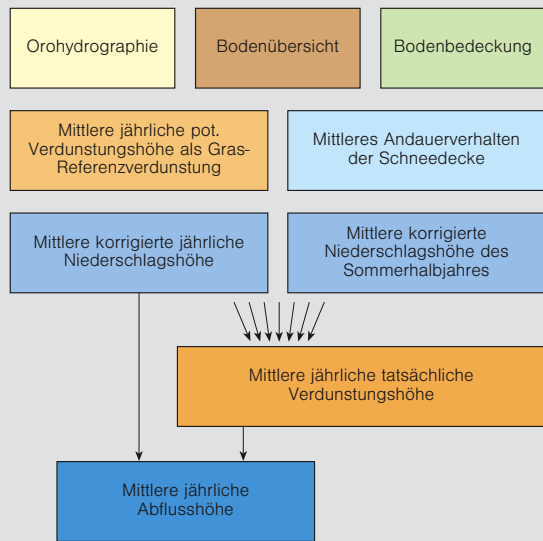 Orohydrographie
Bodenübersicht
Bodenbedeckung
Mittlere jährliche pot.
Verdunstungshöhe als Gras-
Referenzverdunstung
Mittleres Andauerverhalten
der Schneedecke
Mittlere korrigierte jährliche
Niederschlagshöhe
Mittlere korrigierte
Niederschlagshöhe des
Sommerhalbjahres
Mittlere jährliche tatsächliche
Verdunstungshöhe
Mittlere jährliche
Abflusshöhe